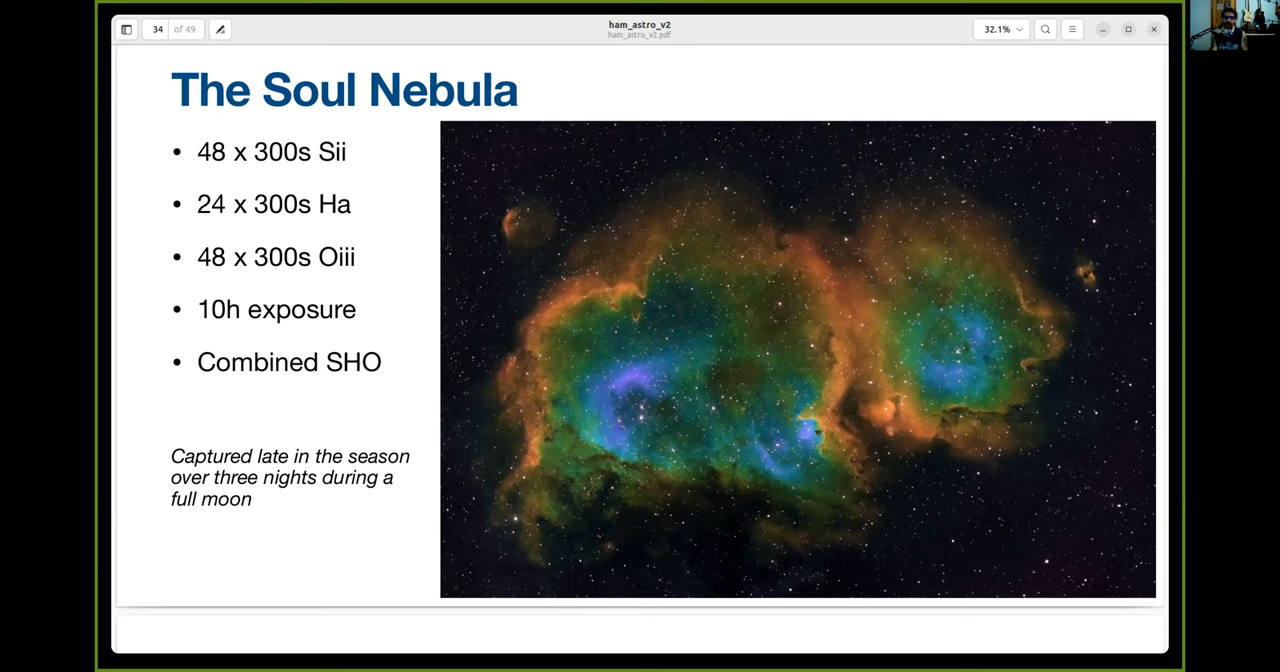 34 of 49
ham_astro_v2
ham_astro_v2.pdf
32.1%
The Soul Nebula
• 48 x 300s Sii
• 24 x 300s Ha
• 48 x 300s Oiii
• 10h exposure
• Combined SHO
Captured late in the season
over three nights during a
full moon